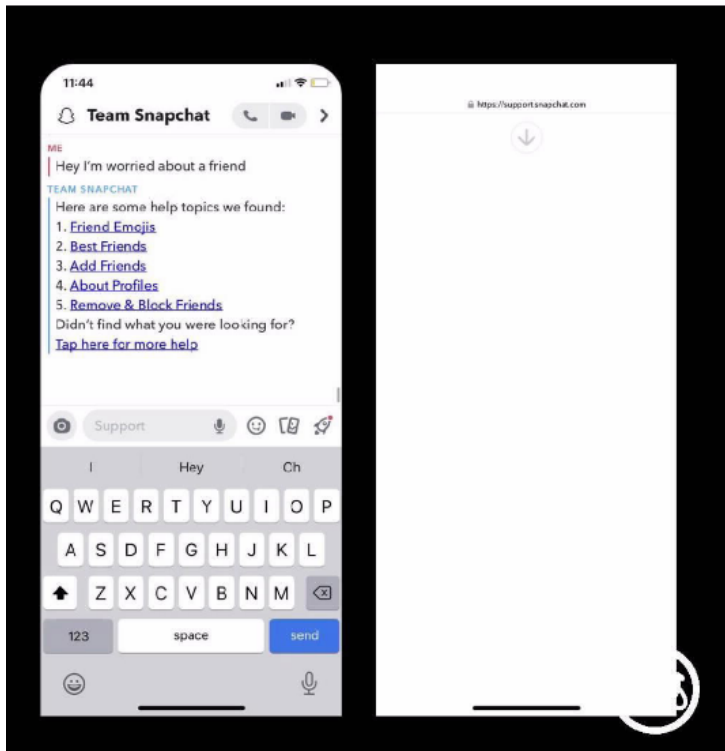 11:44
Team Snapchat
ME
Hey I'm worried about a friend
TEAM SNAPCHAT
Here are some help topics we found:
1. Friend Emojis
2. Best Friends
3. Add Friends
4. About Profiles
5. Remove & Block Friends
Didn't find what you were looking for?
Tap here for more help
Support
I Hey Ch
Q W E R T Y U I O P
A S D F G H J K L
Z X C V B N M
123 space send
https://support.snapchat.com